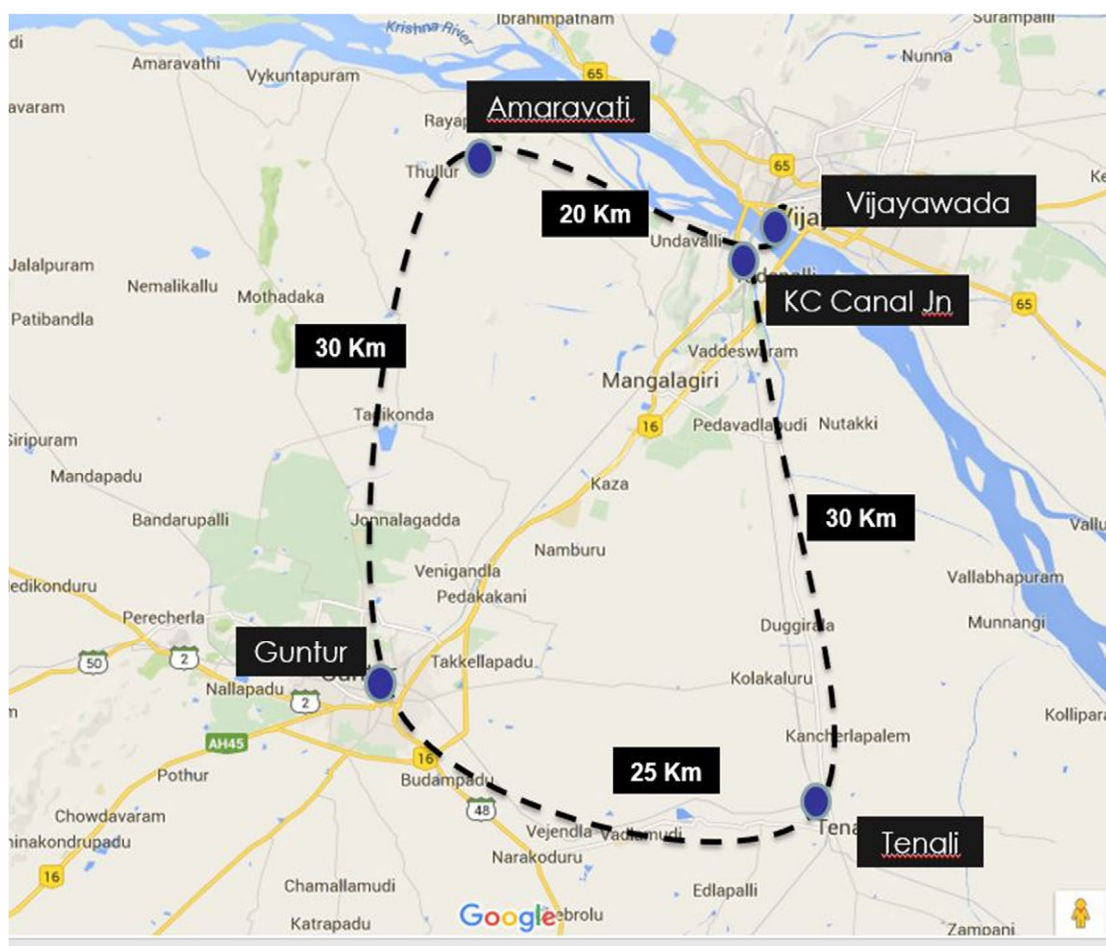 Ibrahimpatnam
Surampalli
Krishna River
Nunna
Amaravathi
Vykuntapuram
65
avaram
Amaravati
Thullur
65
20 Km
Vijayawada
Undavalli
KC Canal Jn
65
Jalalpuram
Nemalikallu
Mothadaka
Patibandla
30 Km
Vaddeswaram
Mangalagiri
Tadikonda
16
Pedavadlapudi
Nutakki
Siripuram
Mandapadu
Kaza
Bandarupalli
Jonnalagadda
30 Km
Namburu
Venigandla
Vallabhapuram
Pedakakani
Perecherla
Munnangi
Duggirala
Guntur
50
2
Takkellapadu
Nallapadu
2
Kolakaluru
Kancherlapalem
AH45
16
25 Km
Pothur
Budampadu
48
Chowdavaram
Vejendla
Vadlamudi
Tenali
Narakoduru
16
Chamallamudi
Edlapalli
Katrapadu
Google
Zampani